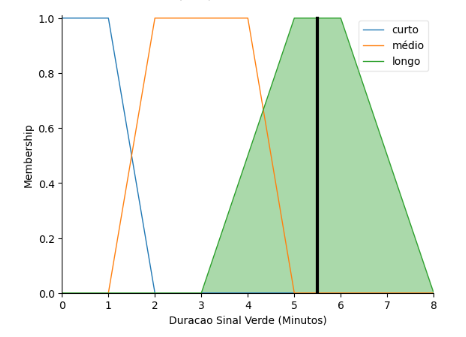 1.0
0.8
0.6
0.4
0.2
0.0
Membership
0 1 2 3 4 5 6 7 8
Duracao Sinal Verde (Minutos)
curto
médio
longo